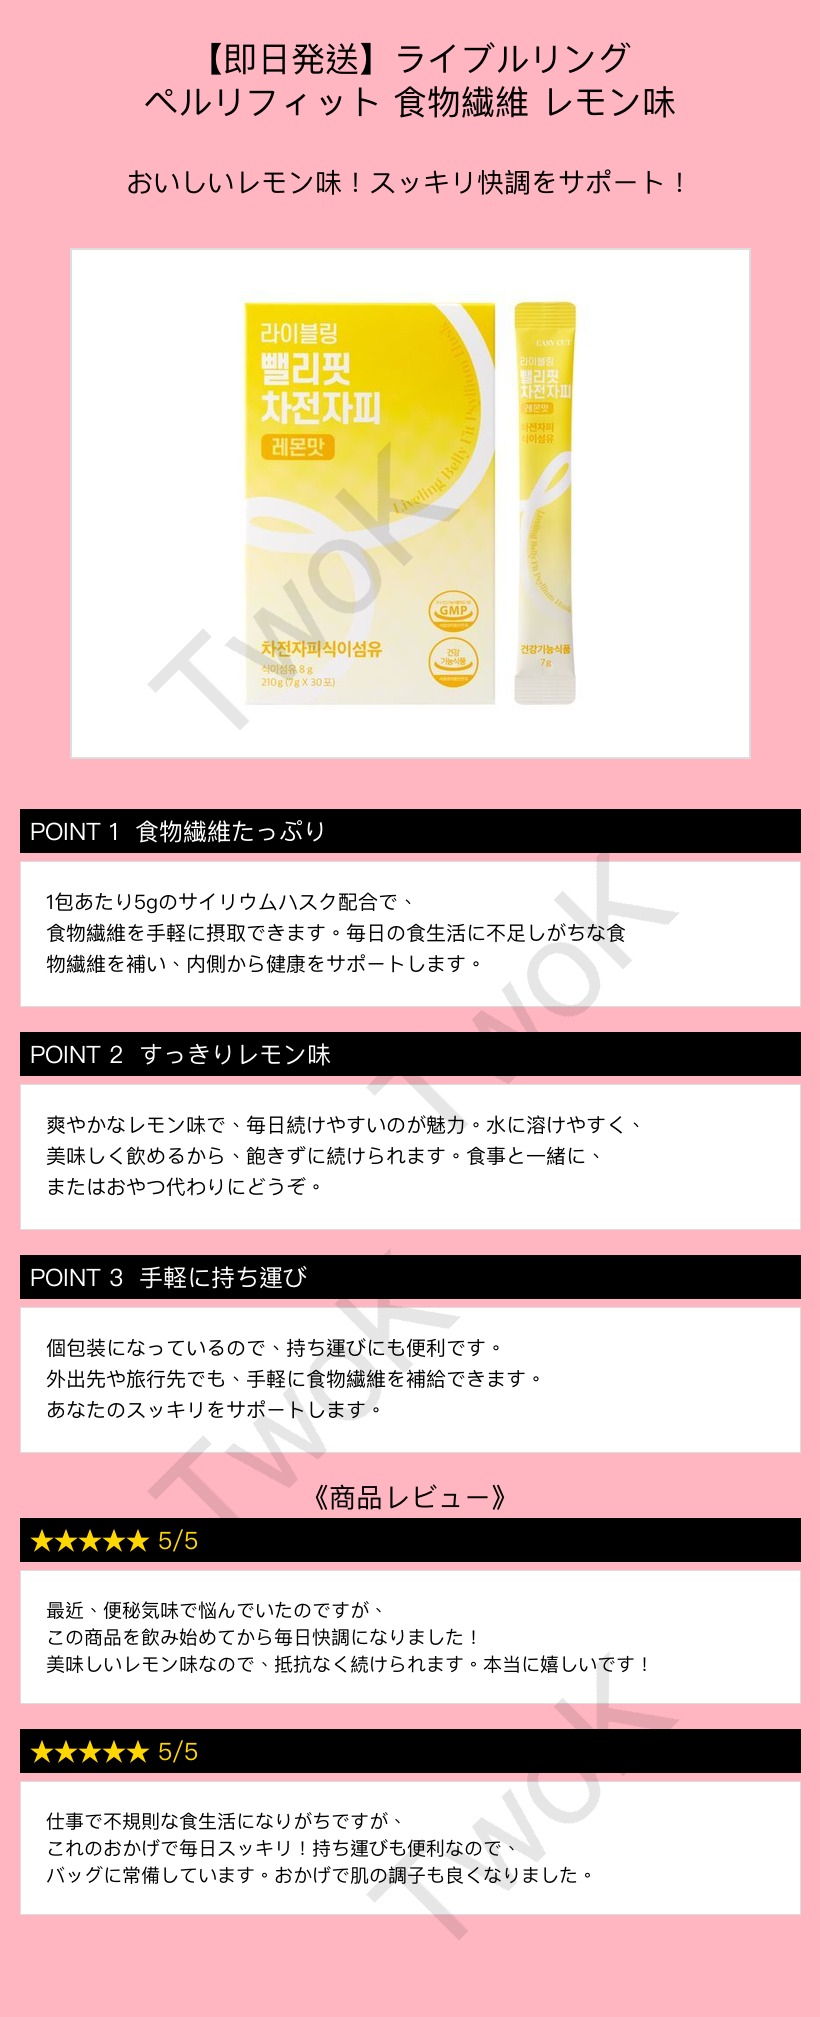 【即日発送】ライブルリング
ペルリフィット 食物繊維 レモン味
おいしいレモン味！スッキリ快調をサポート！
라이블링
뺄리핏
차전자피
레몬맛
Liveling Belly Fit Psyllium Husk
GMP
건강
기능식품
차전자피식이섬유
식이섬유 8 g
210g (7g X 30포)
EASY CUT
라이블링
뺄리핏
차전자피
레몬맛
차전자피
식이섬유
Liveling Belly Fit Psyllium Husk
건강기능식품
7g
TwoK
POINT 1 食物繊維たっぷり
1包あたり5gのサイリウムハスク配合で、
食物繊維を手軽に摂取できます。毎日の食生活に不足しがちな食
物繊維を補い、内側から健康をサポートします。
TwoK
POINT 2 すっきりレモン味
爽やかなレモン味で、毎日続けやすいのが魅力。水に溶けやすく、
美味しく飲めるから、飽きずに続けられます。食事と一緒に、
またはおやつ代わりにどうぞ。
POINT 3 手軽に持ち運び
個包装になっているので、持ち運びにも便利です。
外出先や旅行先でも、手軽に食物繊維を補給できます。
あなたのスッキリをサポートします。
TwoK
《商品レビュー》
★★★★★ 5/5
最近、便秘気味で悩んでいたのですが、
この商品を飲み始めてから毎日快調になりました！
美味しいレモン味なので、抵抗なく続けられます。本当に嬉しいです！
★★★★★ 5/5
仕事で不規則な食生活になりがちですが、
これのおかげで毎日スッキリ！持ち運びも便利なので、
バッグに常備しています。おかげで肌の調子も良くなりました。
TwoK